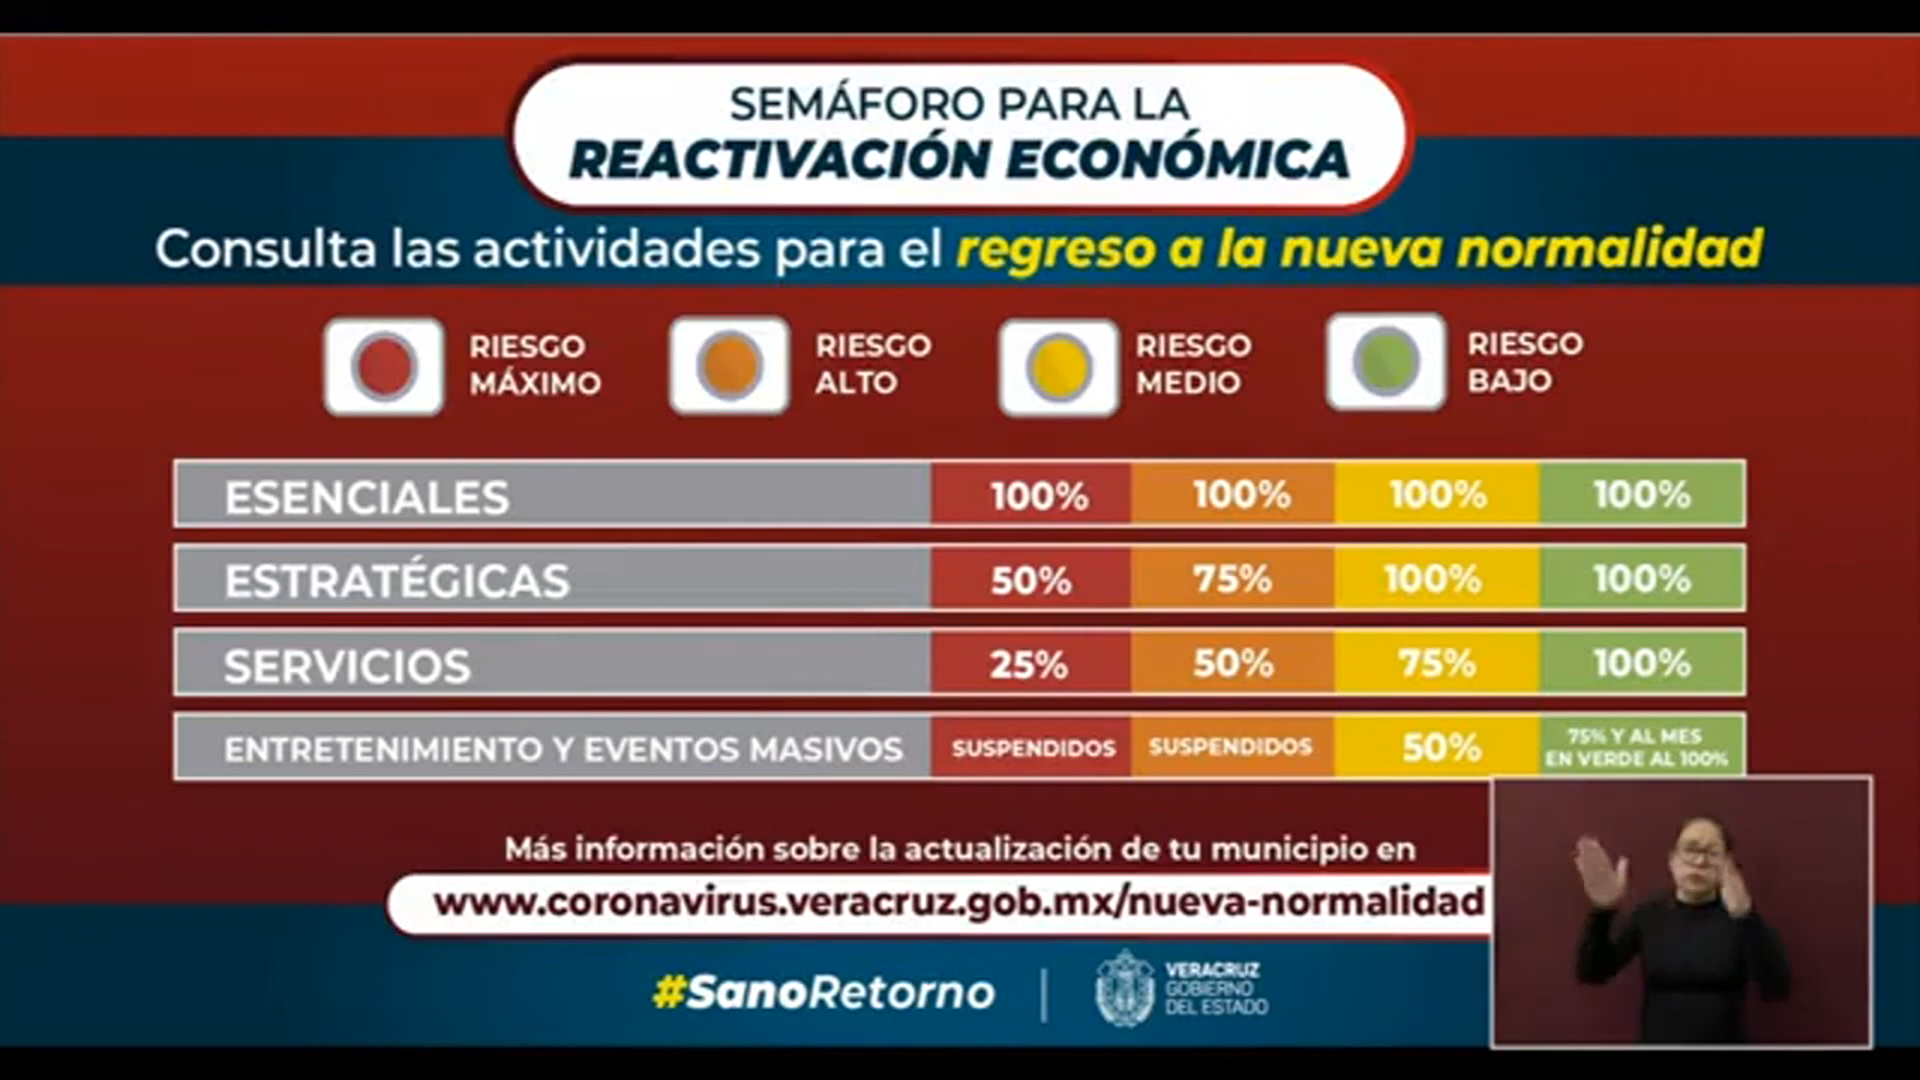 SEMÁFORO PARA LA
REACTIVACIÓN ECONÓMICA
Consulta las actividades para el regreso a la nueva normalidad
RIESGO
MÁXIMO
RIESGO
ALTO
RIESGO
MEDIO
RIESGO
BAJO
ESENCIALES 100% 100% 100% 100%
ESTRATÉGICAS 50% 75% 100% 100%
SERVICIOS 25% 50% 75% 100%
ENTRETENIMIENTO Y EVENTOS MASIVOS SUSPENDIDOS SUSPENDIDOS 50% 75% Y AL MES
EN VERDE AL 100%
Más información sobre la actualización de tu municipio en
www.coronavirus.veracruz.gob.mx/nueva-normalidad
#SanoRetorno
VERACRUZ
GOBIERNO
DEL ESTADO